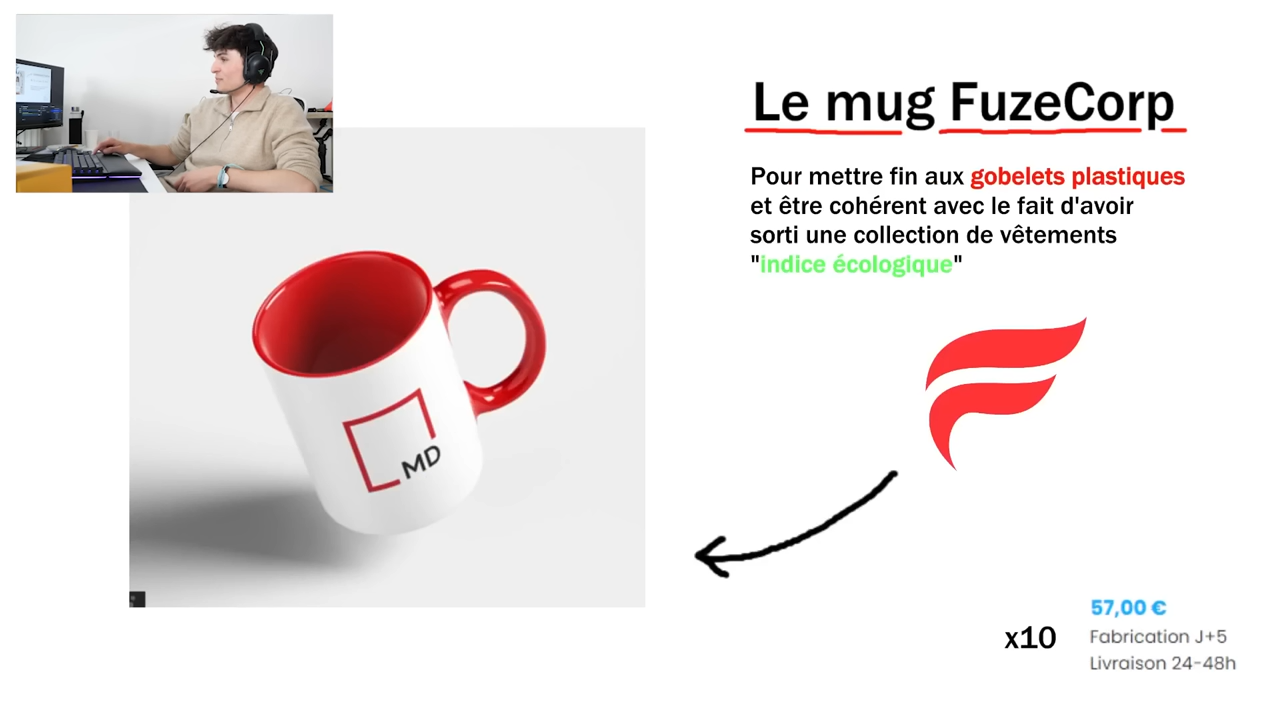 Le mug FuzeCorp
Pour mettre fin aux gobelets plastiques
et être cohérent avec le fait d'avoir
sorti une collection de vêtements
"indice écologique"
MD
x10
57,00 €
Fabrication J+5
Livraison 24-48h